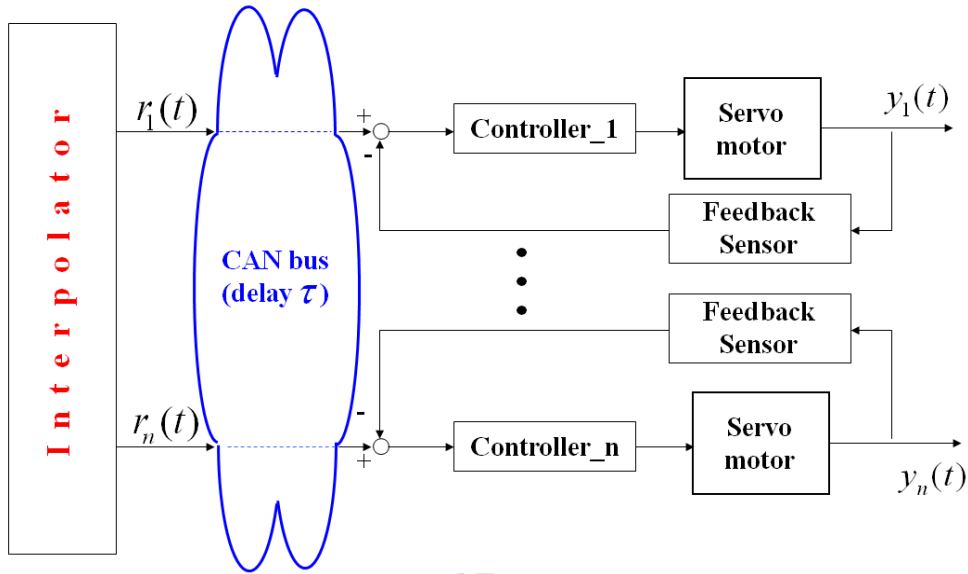 Interpolator
r₁(t)
+
-
Controller_1
Servo
motor
y₁(t)
Feedback
Sensor
CAN bus
(delay τ)
Feedback
Sensor
rₙ(t)
-
+
Controller_n
Servo
motor
yₙ(t)